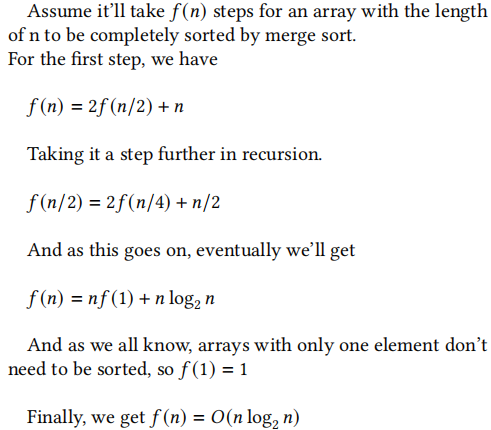 Assume it'll take f(n) steps for an array with the length
of n to be completely sorted by merge sort.
For the first step, we have
f(n) = 2f(n/2) + n
Taking it a step further in recursion.
f(n/2) = 2f(n/4) + n/2
And as this goes on, eventually we'll get
f(n) = nf(1) + n log₂ n
And as we all know, arrays with only one element don't
need to be sorted, so f(1) = 1
Finally, we get f(n) = O(n log₂ n)